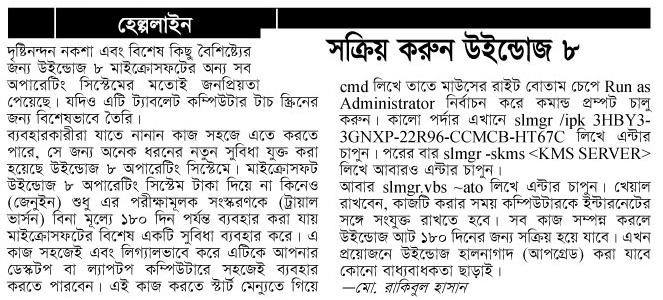 হেল্পলাইন
সক্রিয় করুন উইন্ডোজ ৮
দৃষ্টিনন্দন নকশা এবং বিশেষ কিছু বৈশিষ্ট্যের
জন্য উইন্ডোজ ৮ মাইক্রোসফটের অন্য সব
অপারেটিং সিস্টেমের মতোই জনপ্রিয়তা
পেয়েছে। যদিও এটি ট্যাবলেট কম্পিউটার টাচ স্ক্রিনের
জন্য বিশেষভাবে তৈরি।
ব্যবহারকারীরা যাতে নানান কাজ সহজে এতে করতে
পারে, সে জন্য অনেক ধরনের নতুন সুবিধা যুক্ত করা
হয়েছে উইন্ডোজ ৮ অপারেটিং সিস্টেমে। মাইক্রোসফট
উইন্ডোজ ৮ অপারেটিং সিস্টেম টাকা দিয়ে না কিনেও
(জেনুইন) শুধু এর পরীক্ষামূলক সংস্করণকে (ট্রায়াল
ভার্সন) বিনা মূল্যে ১৮০ দিন পর্যন্ত ব্যবহার করা যায়
মাইক্রোসফটের বিশেষ একটি সুবিধা ব্যবহার করে। এ
কাজ সহজেই এবং লিগ্যালভাবে করে এটিকে আপনার
ডেস্কটপ বা ল্যাপটপ কম্পিউটারে সহজেই ব্যবহার
করতে পারবেন। এই কাজ করতে স্টার্ট মেন্যুতে গিয়ে
cmd লিখে তাতে মাউসের রাইট বোতাম চেপে Run as
Administrator নির্বাচন করে কমান্ড প্রম্পট চালু
করুন। কালো পর্দার এখানে slmgr /ipk 3HBY3-
3GNXP-22R96-CCMCB-HT67C লিখে এন্টার
চাপুন। পরের বার slmgr -skms <KMS SERVER>
লিখে আবারও এন্টার চাপুন।
আবার slmgr.vbs ~ato লিখে এন্টার চাপুন। খেয়াল
রাখবেন, কাজটি করার সময় কম্পিউটারকে ইন্টারনেটের
সঙ্গে সংযুক্ত রাখতে হবে। সব কাজ সম্পন্ন করলে
উইন্ডোজ আট ১৮০ দিনের জন্য সক্রিয় হয়ে যাবে। এখন
প্রয়োজনে উইন্ডোজ হালনাগাদ (আপগ্রেড) করা যাবে
কোনো বাধ্যবাধকতা ছাড়াই।
—মো. রাকিবুল হাসান